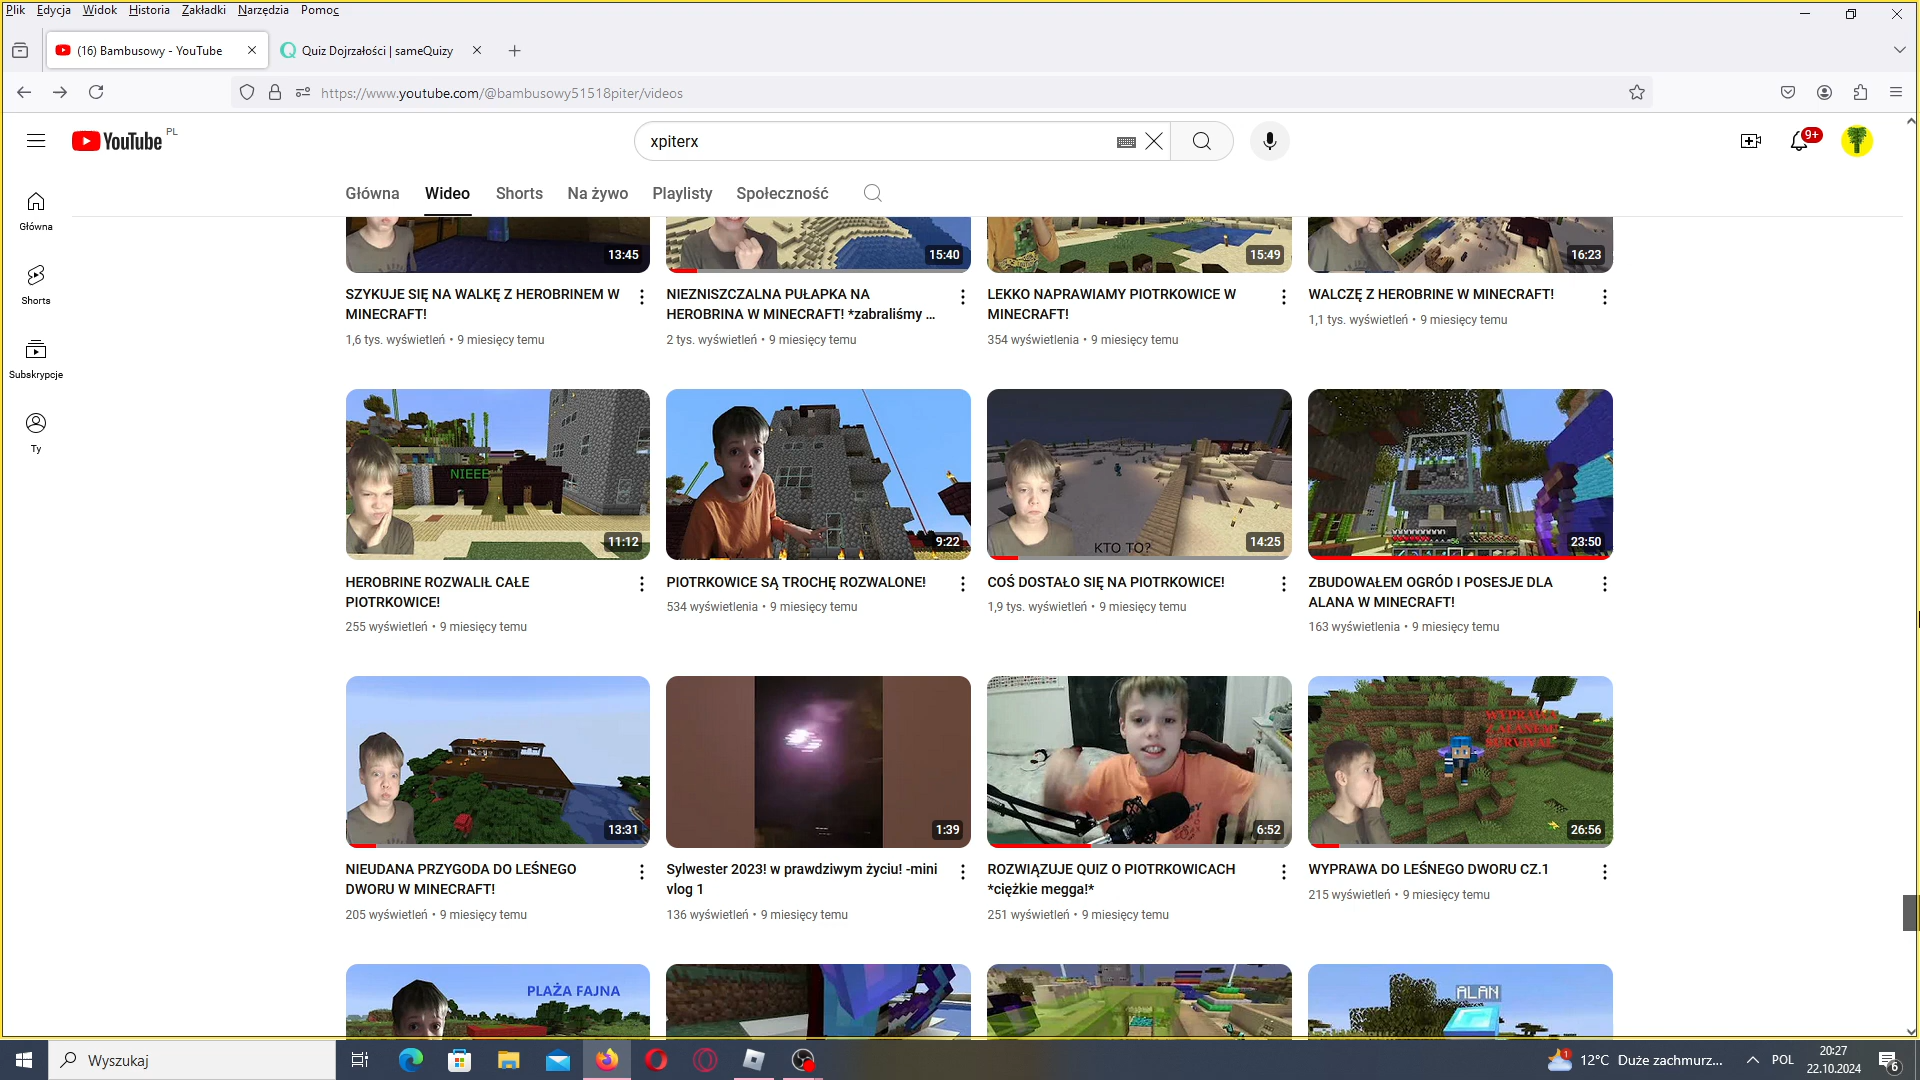 Plik Edycja Widok Historia Zakładki Narzędzia Pomoc
(16) Bambusowy - YouTube
Quiz Dojrzałości | sameQuizy
https://www.youtube.com/@bambusowy51518piter/videos
YouTube PL
xpiterx
9+
Główna Wideo Shorts Na żywo Playlisty Społeczność
Główna
Shorts
Subskrypcje
Ty
13:45
15:40
15:49
16:23
SZYKUJE SIĘ NA WALKĘ Z HEROBRINEM W
MINECRAFT!
1,6 tys. wyświetleń • 9 miesięcy temu
NIEZNISZCZALNA PUŁAPKA NA
HEROBRINA W MINECRAFT! *zabraliśmy ...
2 tys. wyświetleń • 9 miesięcy temu
LEKKO NAPRAWIAMY PIOTRKOWICE W
MINECRAFT!
354 wyświetlenia • 9 miesięcy temu
WALCZĘ Z HEROBRINE W MINECRAFT!
1,1 tys. wyświetleń • 9 miesięcy temu
NIEEE
11:12
9:22
KTO TO?
14:25
23:50
HEROBRINE ROZWALIŁ CAŁE
PIOTRKOWICE!
255 wyświetleń • 9 miesięcy temu
PIOTRKOWICE SĄ TROCHĘ ROZWALONE!
534 wyświetlenia • 9 miesięcy temu
COŚ DOSTAŁO SIĘ NA PIOTRKOWICE!
1,9 tys. wyświetleń • 9 miesięcy temu
ZBUDOWAŁEM OGRÓD I POSESJE DLA
ALANA W MINECRAFT!
163 wyświetlenia • 9 miesięcy temu
13:31
1:39
6:52
WYPRAWA
Z ALANEM!
SURVIVAL
26:56
NIEUDANA PRZYGODA DO LEŚNEGO
DWORU W MINECRAFT!
205 wyświetleń • 9 miesięcy temu
Sylwester 2023! w prawdziwym życiu! -mini
vlog 1
136 wyświetleń • 9 miesięcy temu
ROZWIĄZUJE QUIZ O PIOTRKOWICACH
*ciężkie megga!*
251 wyświetleń • 9 miesięcy temu
WYPRAWA DO LEŚNEGO DWORU CZ.1
215 wyświetleń • 9 miesięcy temu
PLAŻA FAJNA
ALAN
Wyszukaj
1
12°C Duże zachmurz...
POL
20:27
22.10.2024
6